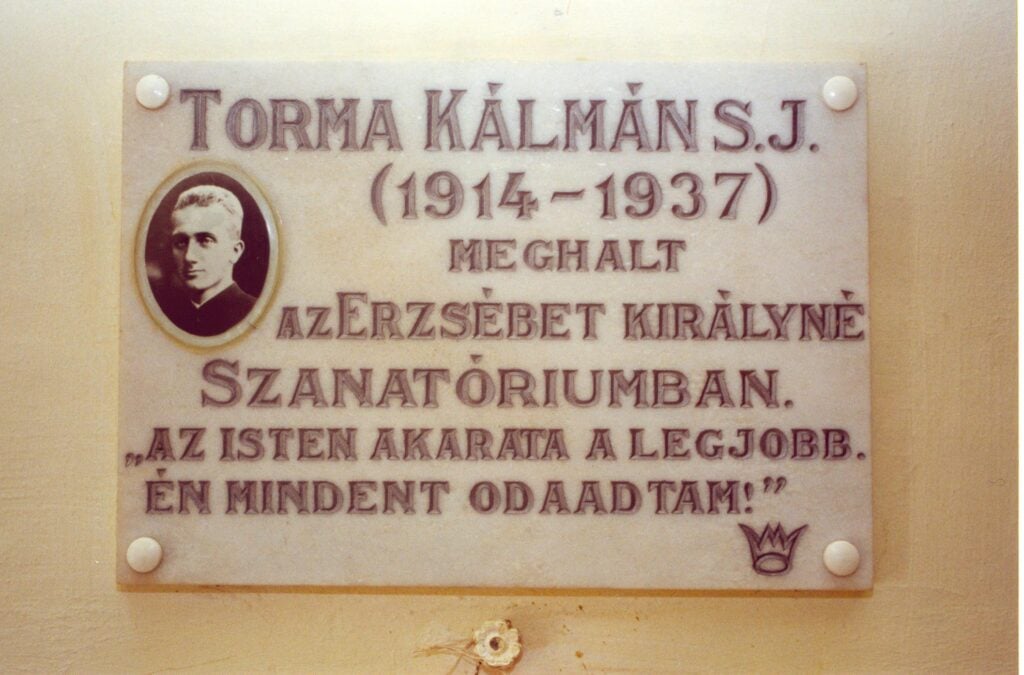 TORMA KÁLMÁN S.J.
(1914-1937)
MEGHALT
AZ ERZSÉBET KIRÁLYNÉ
SZANATÓRIUMBAN.
„AZ ISTEN AKARATA A LEGJOBB.
ÉN MINDENT ODAADTAM!”